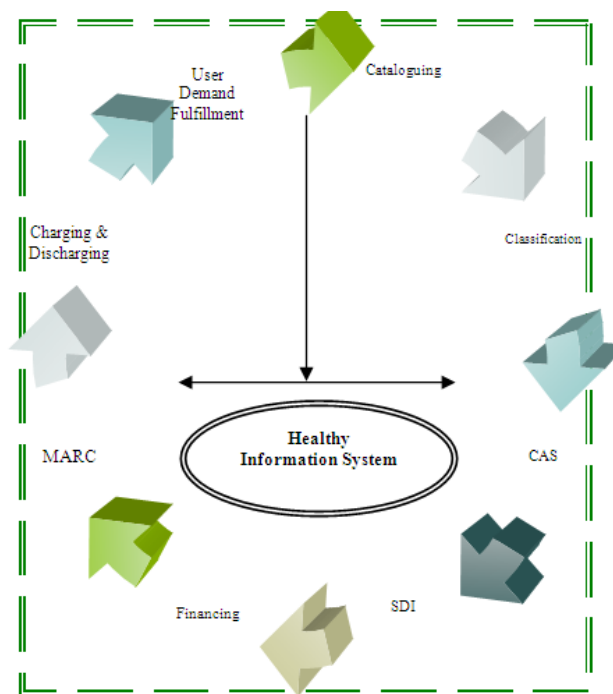 Cataloguing
User
Demand
Fulfillment
Classification
Charging &
Discharging
Healthy
Information System
MARC
CAS
SDI
Financing